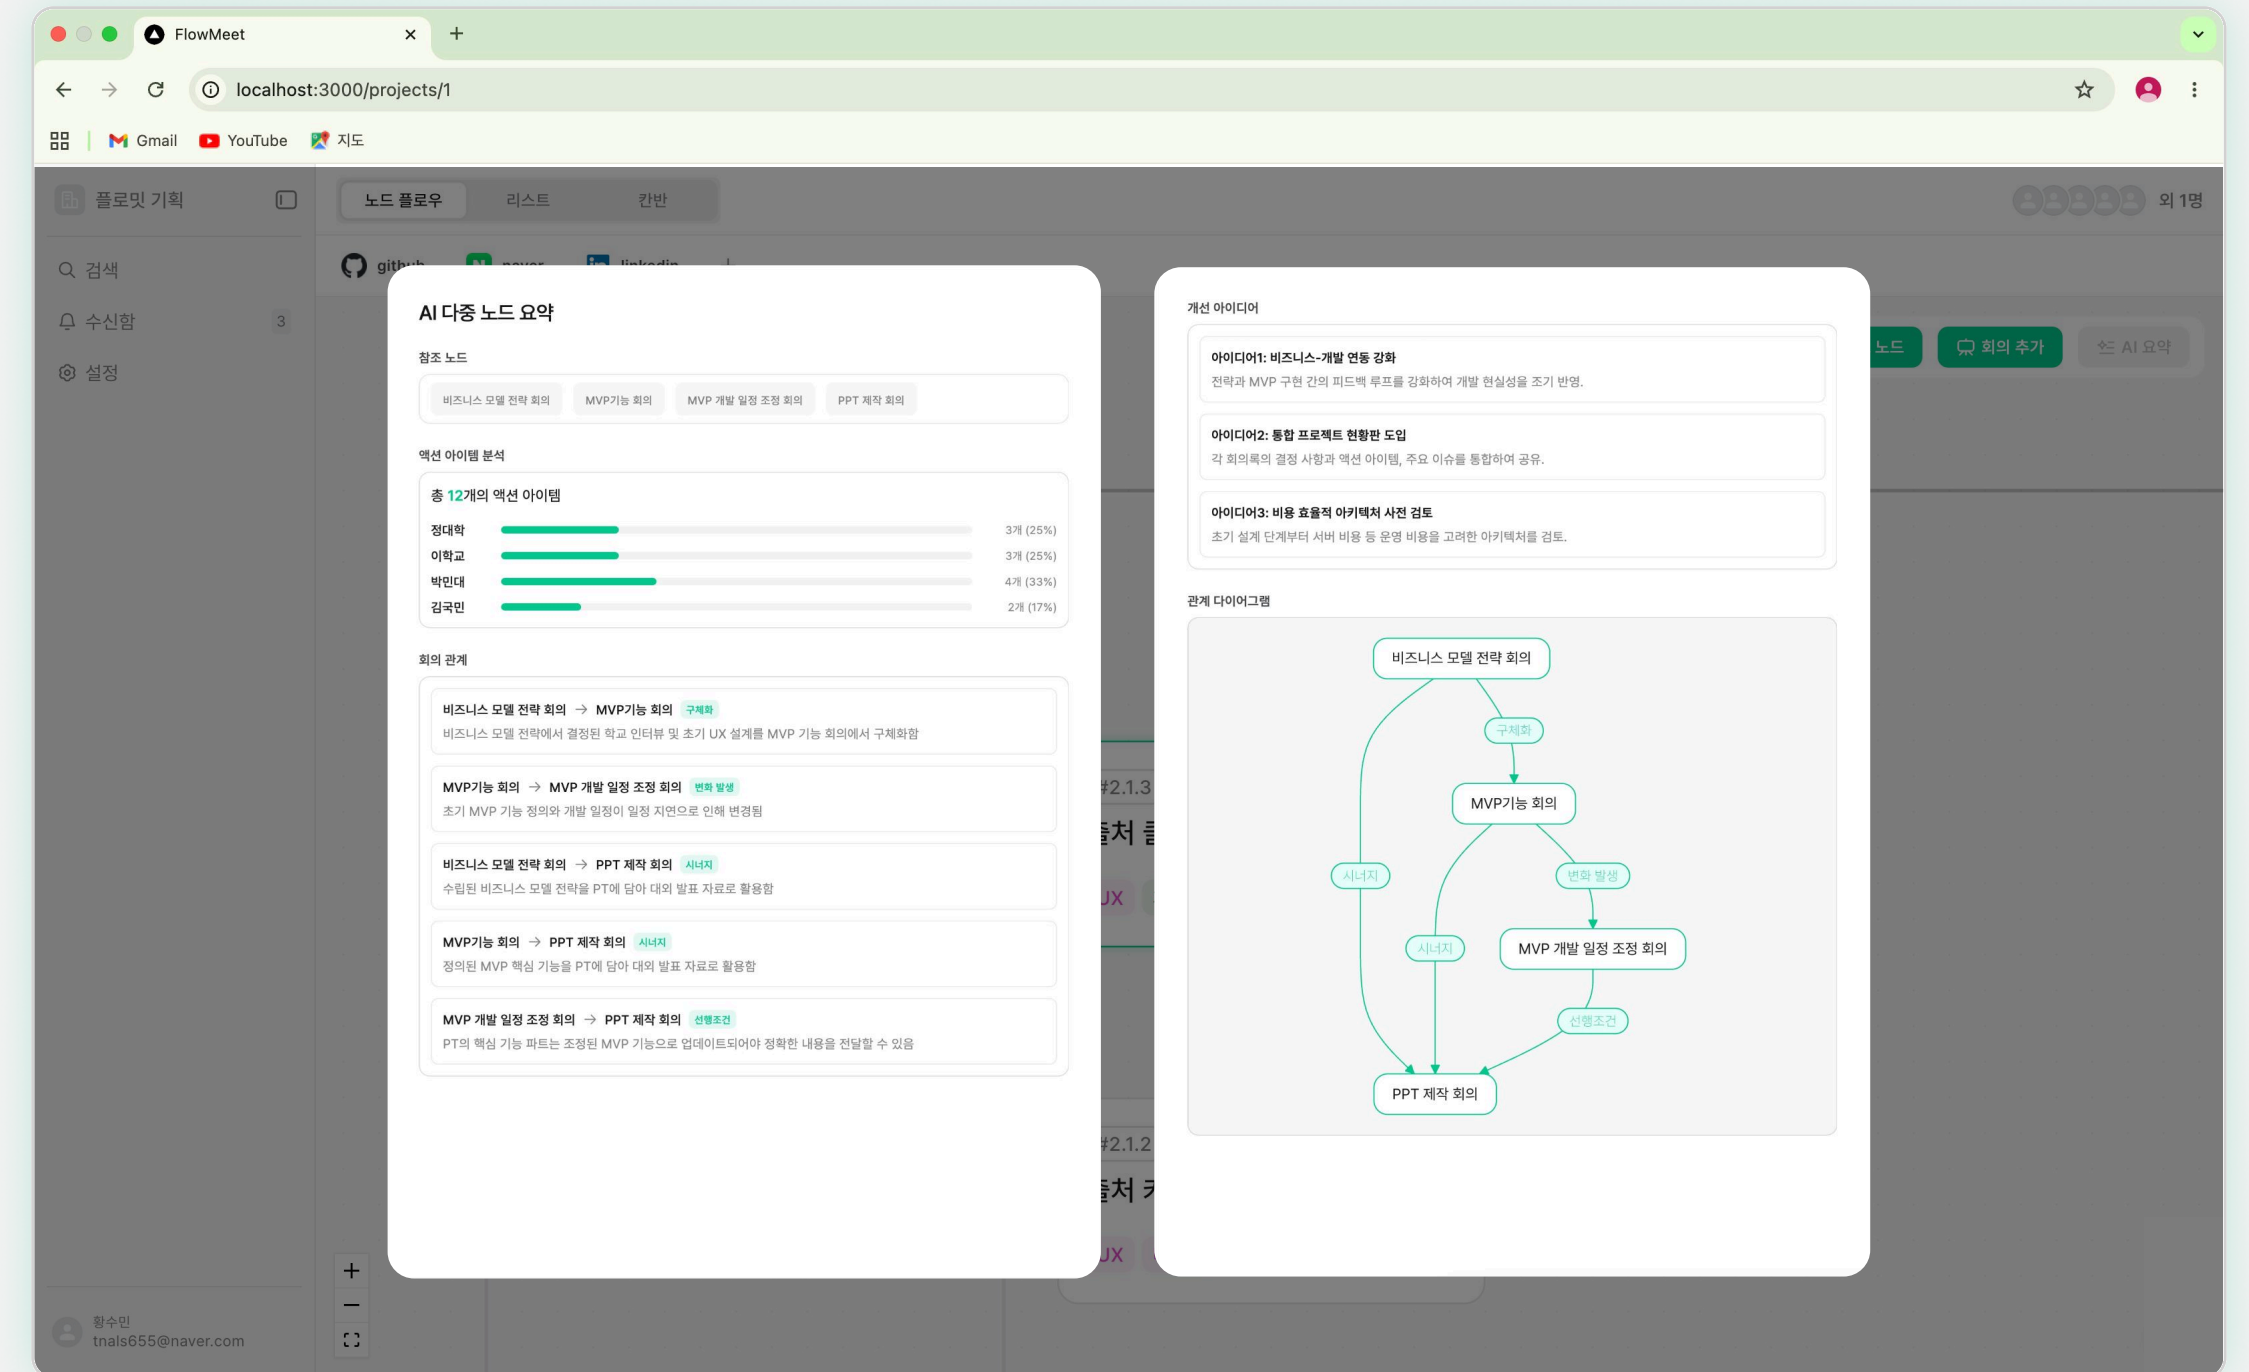 FlowMeet
localhost:3000/projects/1
Gmail YouTube 지도
플로밋 기획
노드 플로우 리스트 칸반
외 1명
검색
수신함 3
설정
노드 회의 추가 AI 요약
AI 다중 노드 요약
참조 노드
비즈니스 모델 전략 회의 MVP기능 회의 MVP 개발 일정 조정 회의 PPT 제작 회의
액션 아이템 분석
총 12개의 액션 아이템
정대학 3개 (25%)
이학교 3개 (25%)
박민대 4개 (33%)
김국민 2개 (17%)
회의 관계
비즈니스 모델 전략 회의 → MVP기능 회의 구체화
비즈니스 모델 전략에서 결정된 학교 인터뷰 및 초기 UX 설계를 MVP 기능 회의에서 구체화함
MVP기능 회의 → MVP 개발 일정 조정 회의 변화 발생
초기 MVP 기능 정의와 개발 일정이 일정 지연으로 인해 변경됨
비즈니스 모델 전략 회의 → PPT 제작 회의 시너지
수립된 비즈니스 모델 전략을 PT에 담아 대외 발표 자료로 활용함
MVP기능 회의 → PPT 제작 회의 시너지
정의된 MVP 핵심 기능을 PT에 담아 대외 발표 자료로 활용함
MVP 개발 일정 조정 회의 → PPT 제작 회의 선행조건
PT의 핵심 기능 파트는 조정된 MVP 기능으로 업데이트되어야 정확한 내용을 전달할 수 있음
개선 아이디어
아이디어1: 비즈니스-개발 연동 강화
전략과 MVP 구현 간의 피드백 루프를 강화하여 개발 현실성을 조기 반영.
아이디어2: 통합 프로젝트 현황판 도입
각 회의록의 결정 사항과 액션 아이템, 주요 이슈를 통합하여 공유.
아이디어3: 비용 효율적 아키텍처 사전 검토
초기 설계 단계부터 서버 비용 등 운영 비용을 고려한 아키텍처를 검토.
관계 다이어그램
비즈니스 모델 전략 회의
구체화
MVP기능 회의
시너지
변화 발생
시너지
MVP 개발 일정 조정 회의
선행조건
PPT 제작 회의
#2.1.3
UX
#2.1.2
UX
황수민
tnals655@naver.com